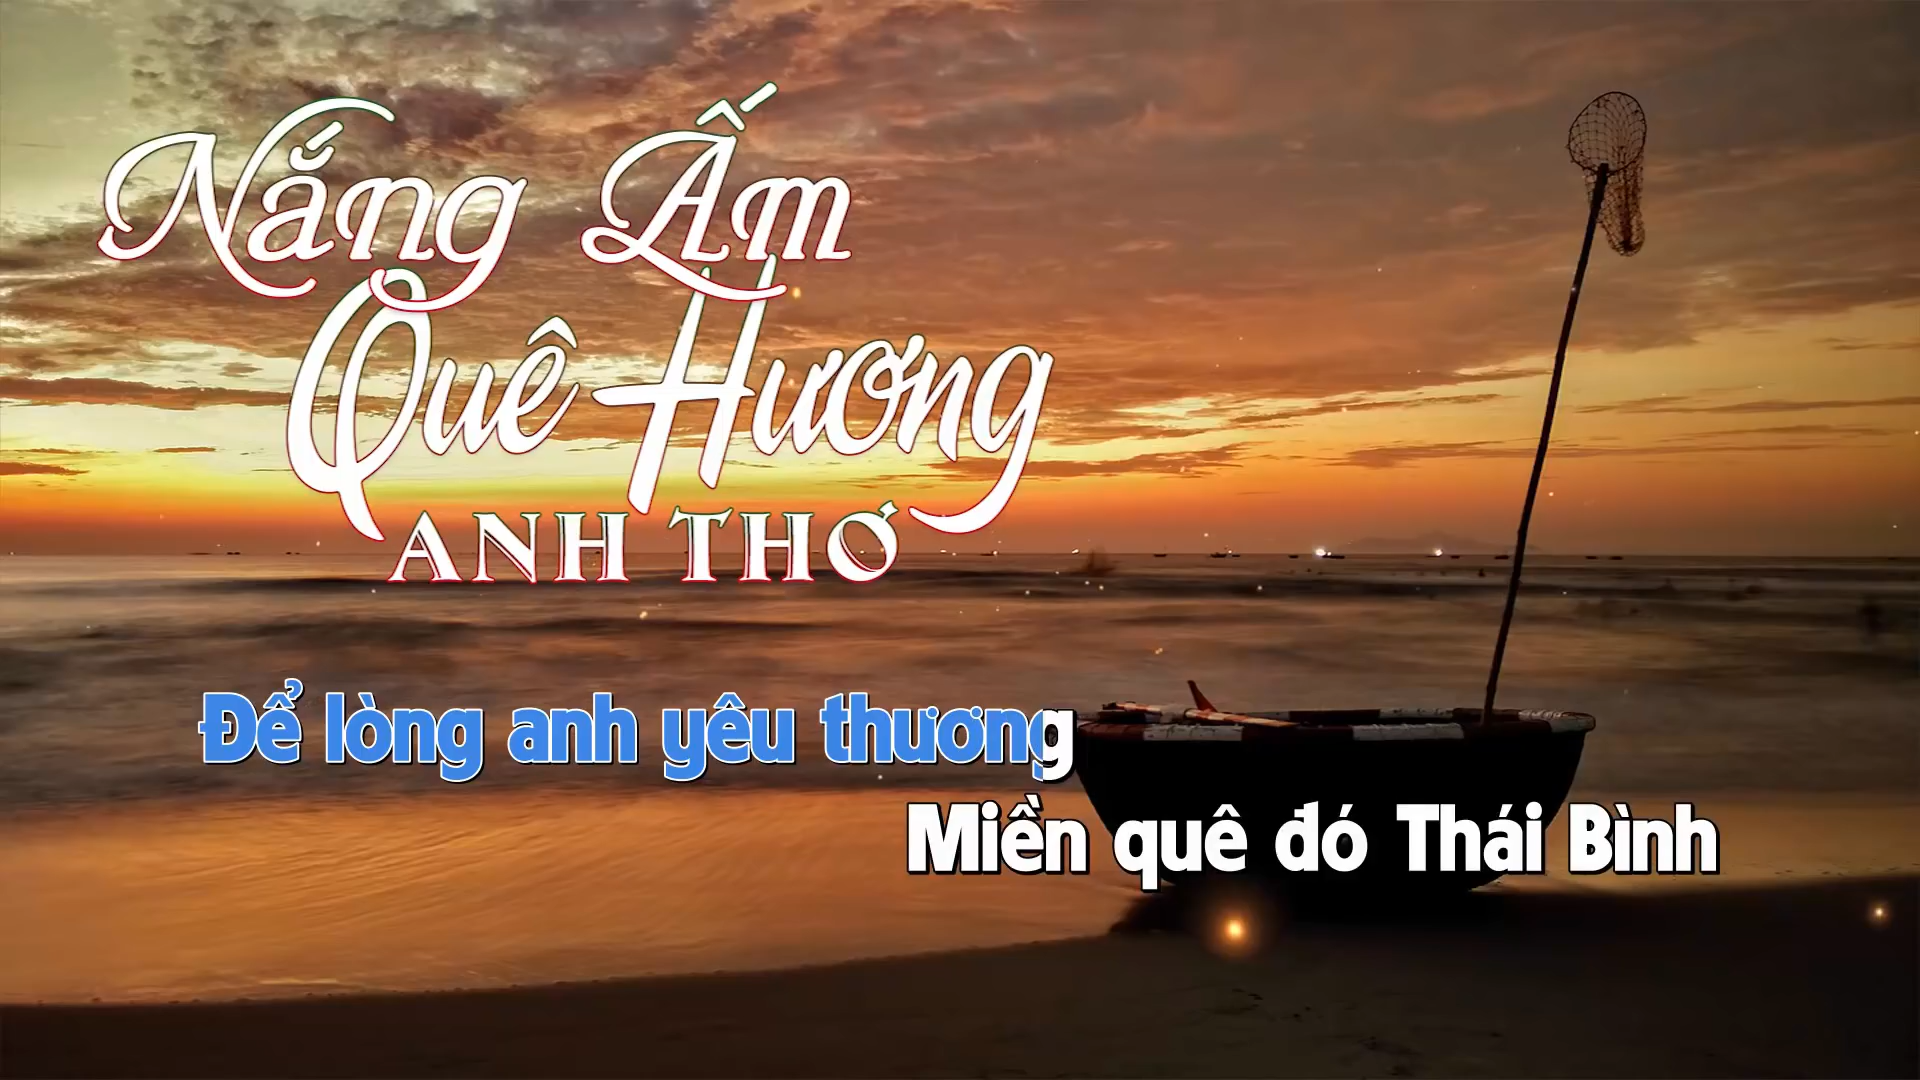 Nắng Ấm
Quê Hương
ANH THƠ
Để lòng anh yêu thương
Miền quê đó Thái Bình